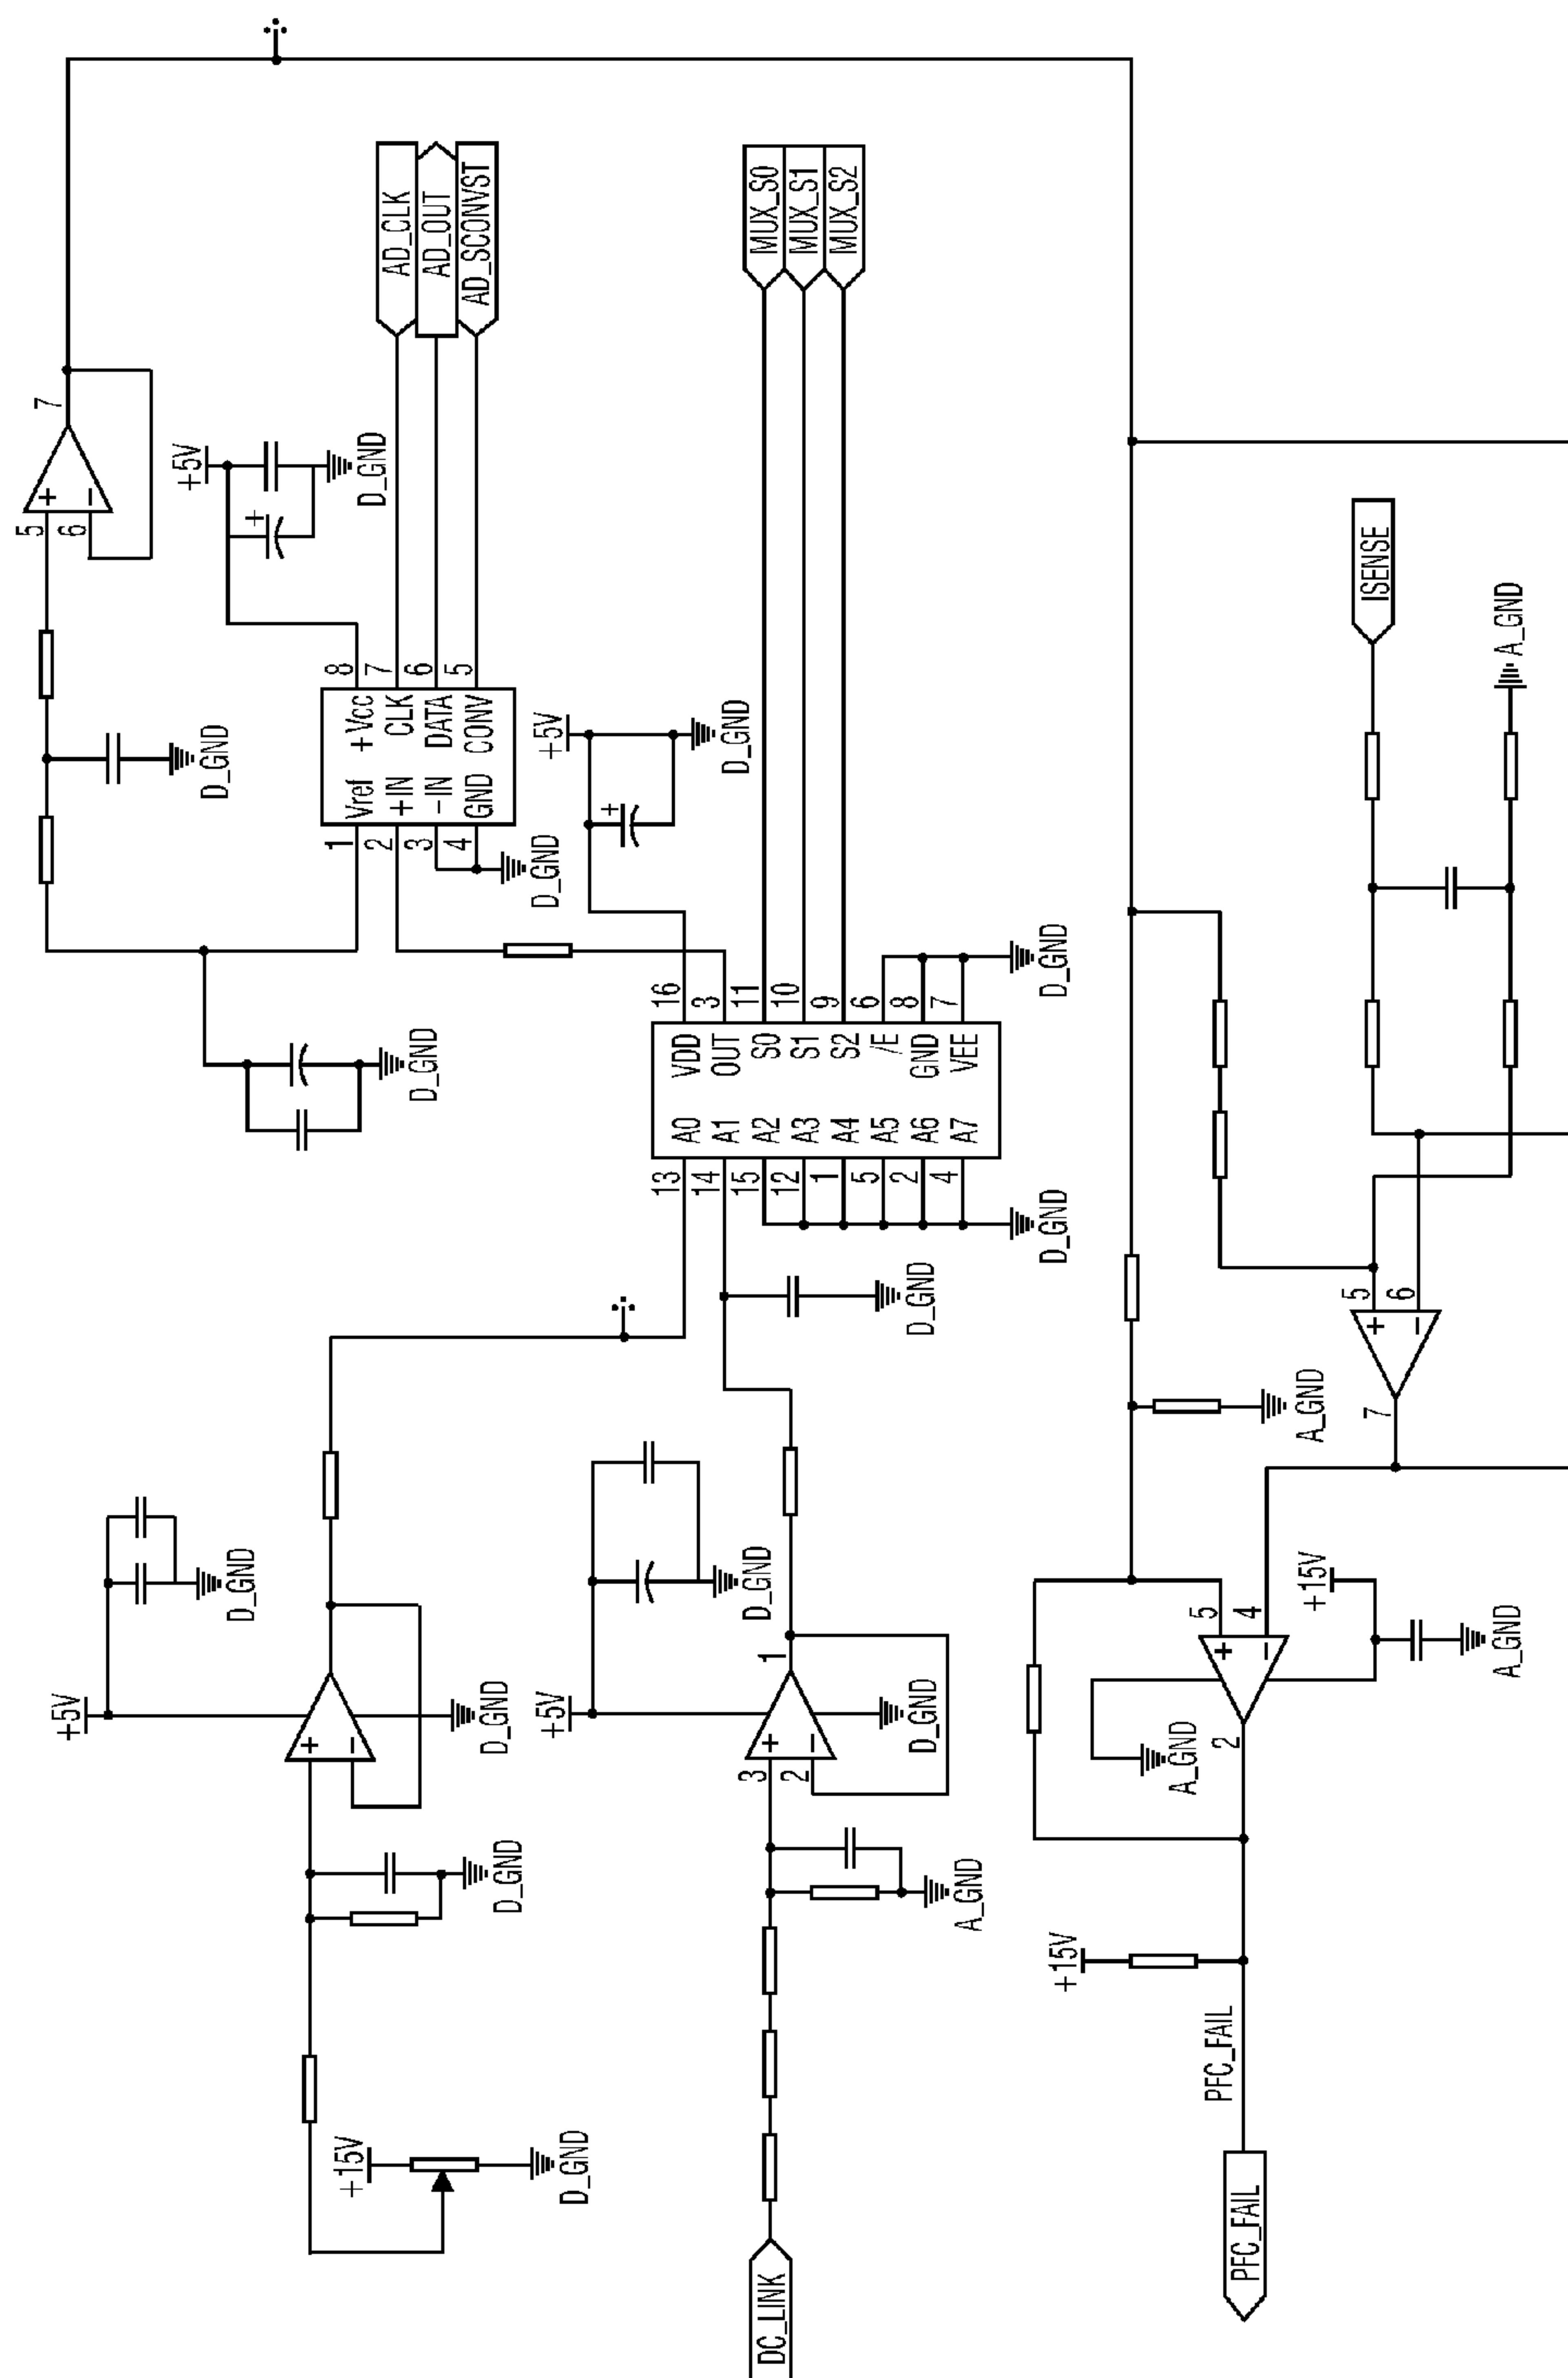 5
6
7
+5V
D_GND
D_GND
AD_CLK
AD_OUT
AD_SCONVST
1
2
3
4
Vref
+IN
-IN
GND
+Vcc
CLK
DATA
CONV
8
7
6
5
D_GND
D_GND
+5V
D_GND
MUX_S0
MUX_S1
MUX_S2
13
14
15
12
1
5
2
4
A0
A1
A2
A3
A4
A5
A6
A7
VDD
OUT
S0
S1
S2
/E
GND
VEE
16
3
11
10
9
6
8
7
D_GND
D_GND
D_GND
+5V
D_GND
D_GND
D_GND
+15V
D_GND
+5V
D_GND
D_GND
3
2
1
A_GND
DC_LINK
ISENSE
A_GND
5
6
7
A_GND
5
4
2
+15V
A_GND
A_GND
+15V
PFC_FAIL
PFC_FAIL